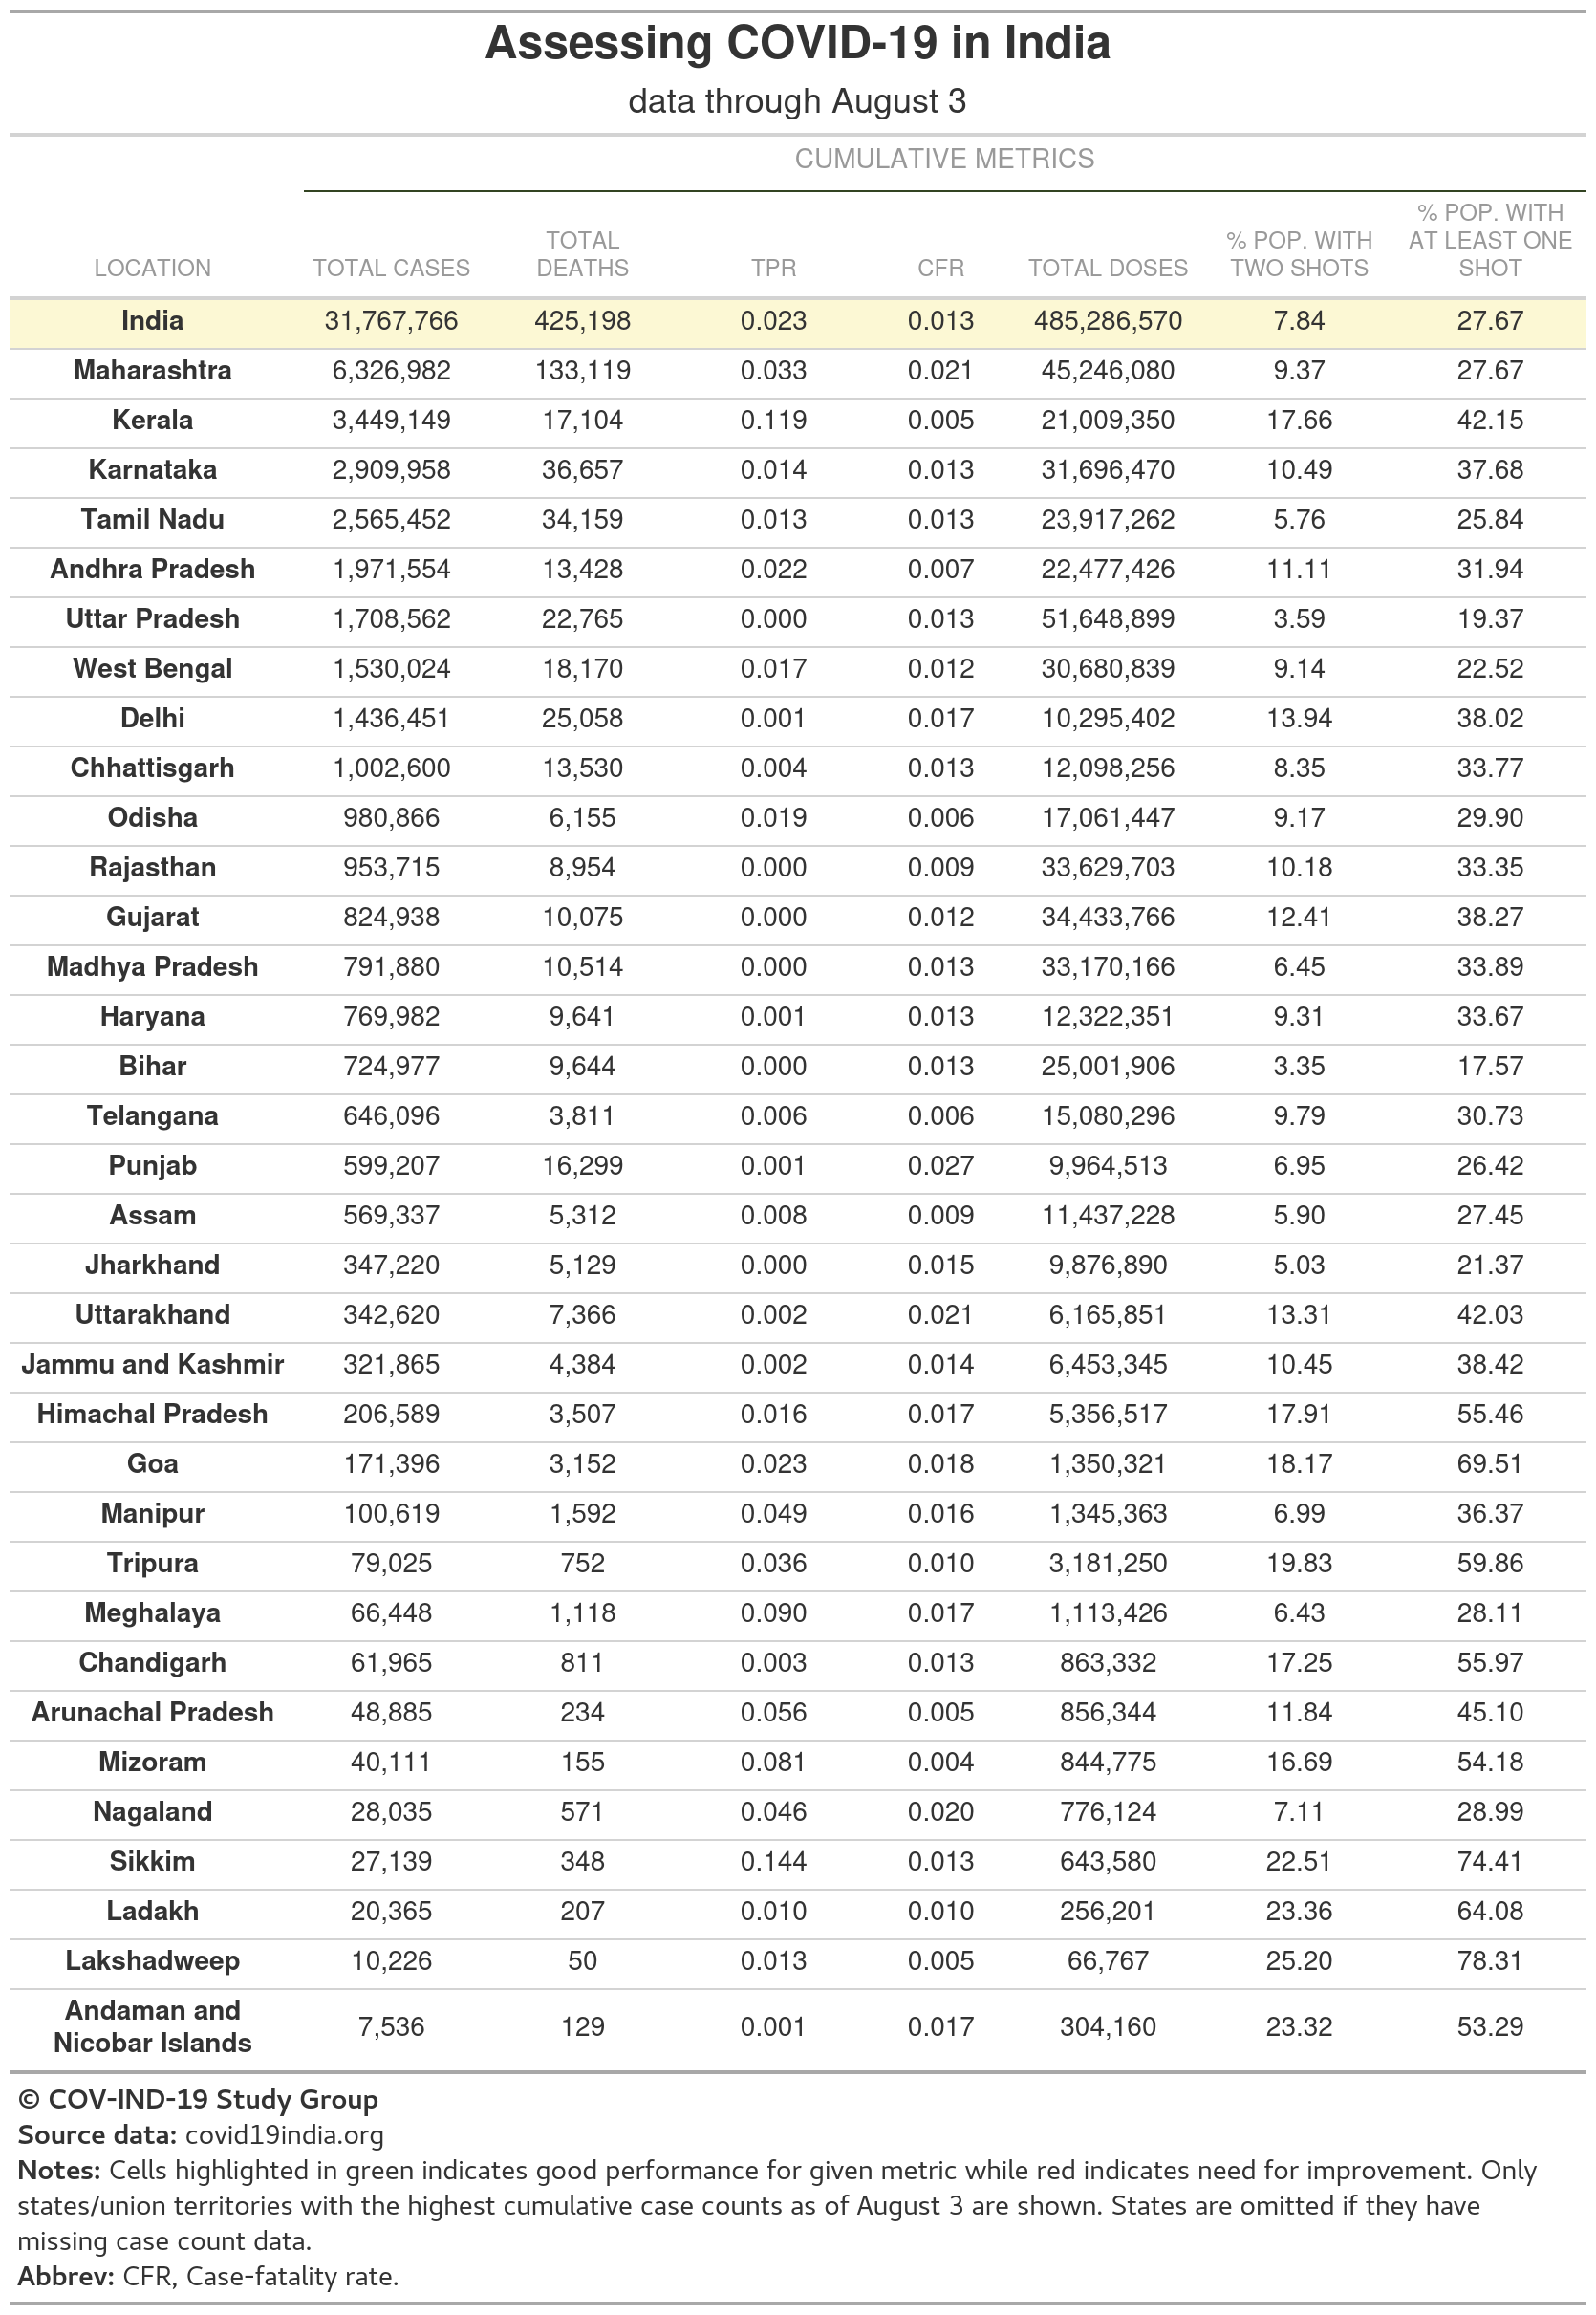 Assessing COVID-19 in India
data through August 3
CUMULATIVE METRICS
LOCATION TOTAL CASES TOTAL DEATHS TPR CFR TOTAL DOSES % POP. WITH TWO SHOTS % POP. WITH AT LEAST ONE SHOT
India 31,767,766 425,198 0.023 0.013 485,286,570 7.84 27.67
Maharashtra 6,326,982 133,119 0.033 0.021 45,246,080 9.37 27.67
Kerala 3,449,149 17,104 0.119 0.005 21,009,350 17.66 42.15
Karnataka 2,909,958 36,657 0.014 0.013 31,696,470 10.49 37.68
Tamil Nadu 2,565,452 34,159 0.013 0.013 23,917,262 5.76 25.84
Andhra Pradesh 1,971,554 13,428 0.022 0.007 22,477,426 11.11 31.94
Uttar Pradesh 1,708,562 22,765 0.000 0.013 51,648,899 3.59 19.37
West Bengal 1,530,024 18,170 0.017 0.012 30,680,839 9.14 22.52
Delhi 1,436,451 25,058 0.001 0.017 10,295,402 13.94 38.02
Chhattisgarh 1,002,600 13,530 0.004 0.013 12,098,256 8.35 33.77
Odisha 980,866 6,155 0.019 0.006 17,061,447 9.17 29.90
Rajasthan 953,715 8,954 0.000 0.009 33,629,703 10.18 33.35
Gujarat 824,938 10,075 0.000 0.012 34,433,766 12.41 38.27
Madhya Pradesh 791,880 10,514 0.000 0.013 33,170,166 6.45 33.89
Haryana 769,982 9,641 0.001 0.013 12,322,351 9.31 33.67
Bihar 724,977 9,644 0.000 0.013 25,001,906 3.35 17.57
Telangana 646,096 3,811 0.006 0.006 15,080,296 9.79 30.73
Punjab 599,207 16,299 0.001 0.027 9,964,513 6.95 26.42
Assam 569,337 5,312 0.008 0.009 11,437,228 5.90 27.45
Jharkhand 347,220 5,129 0.000 0.015 9,876,890 5.03 21.37
Uttarakhand 342,620 7,366 0.002 0.021 6,165,851 13.31 42.03
Jammu and Kashmir 321,865 4,384 0.002 0.014 6,453,345 10.45 38.42
Himachal Pradesh 206,589 3,507 0.016 0.017 5,356,517 17.91 55.46
Goa 171,396 3,152 0.023 0.018 1,350,321 18.17 69.51
Manipur 100,619 1,592 0.049 0.016 1,345,363 6.99 36.37
Tripura 79,025 752 0.036 0.010 3,181,250 19.83 59.86
Meghalaya 66,448 1,118 0.090 0.017 1,113,426 6.43 28.11
Chandigarh 61,965 811 0.003 0.013 863,332 17.25 55.97
Arunachal Pradesh 48,885 234 0.056 0.005 856,344 11.84 45.10
Mizoram 40,111 155 0.081 0.004 844,775 16.69 54.18
Nagaland 28,035 571 0.046 0.020 776,124 7.11 28.99
Sikkim 27,139 348 0.144 0.013 643,580 22.51 74.41
Ladakh 20,365 207 0.010 0.010 256,201 23.36 64.08
Lakshadweep 10,226 50 0.013 0.005 66,767 25.20 78.31
Andaman and Nicobar Islands 7,536 129 0.001 0.017 304,160 23.32 53.29
© COV-IND-19 Study Group
Source data: covid19india.org
Notes: Cells highlighted in green indicates good performance for given metric while red indicates need for improvement. Only
states/union territories with the highest cumulative case counts as of August 3 are shown. States are omitted if they have
missing case count data.
Abbrev: CFR, Case-fatality rate.